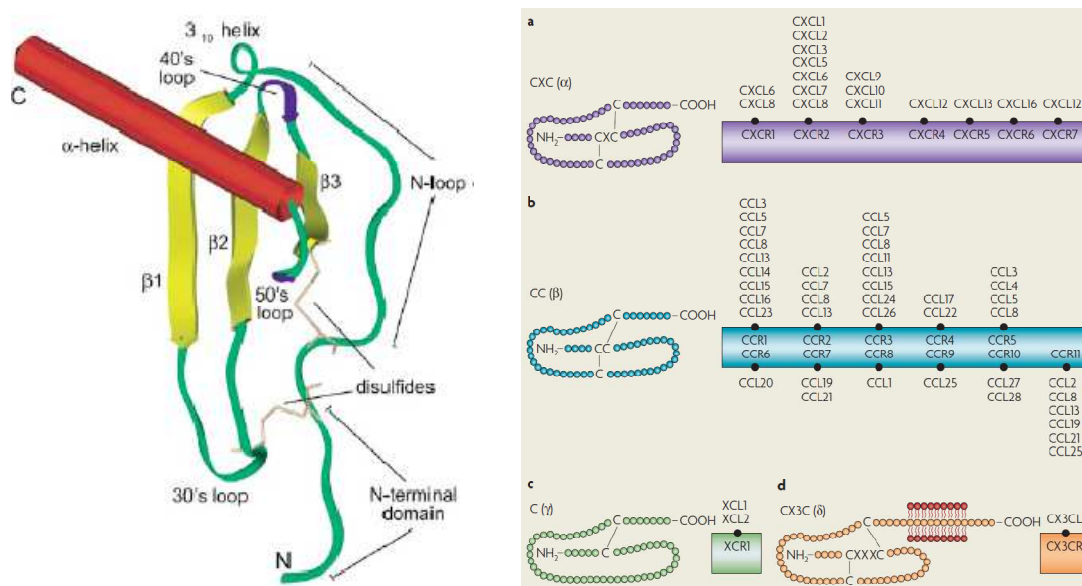 3 10 helix
40's
loop
C
α-helix
β3
N-loop
β2
β1
50's
loop
disulfides
30's loop
N-terminal
domain
N
a
CXC (α)
NH2
CXC
C
C
COOH
CXCL6
CXCL8
CXCL1
CXCL2
CXCL3
CXCL5
CXCL6
CXCL7
CXCL8
CXCL9
CXCL10
CXCL11
CXCL12
CXCL13
CXCL16
CXCL12
CXCR1
CXCR2
CXCR3
CXCR4
CXCR5
CXCR6
CXCR7
b
CC (β)
NH2
CC
C
C
COOH
CCL3
CCL5
CCL7
CCL8
CCL13
CCL14
CCL15
CCL16
CCL23
CCL2
CCL7
CCL8
CCL13
CCL5
CCL7
CCL8
CCL11
CCL13
CCL15
CCL24
CCL26
CCL17
CCL22
CCL3
CCL4
CCL5
CCL8
CCR1
CCR2
CCR3
CCR4
CCR5
CCR6
CCR7
CCR8
CCR9
CCR10
CCR11
CCL20
CCL19
CCL21
CCL1
CCL25
CCL27
CCL28
CCL2
CCL8
CCL13
CCL19
CCL21
CCL25
c
C (γ)
NH2
C
C
COOH
XCL1
XCL2
XCR1
d
CX3C (δ)
NH2
CXXXC
C
C
COOH
CX3CL
CX3CR